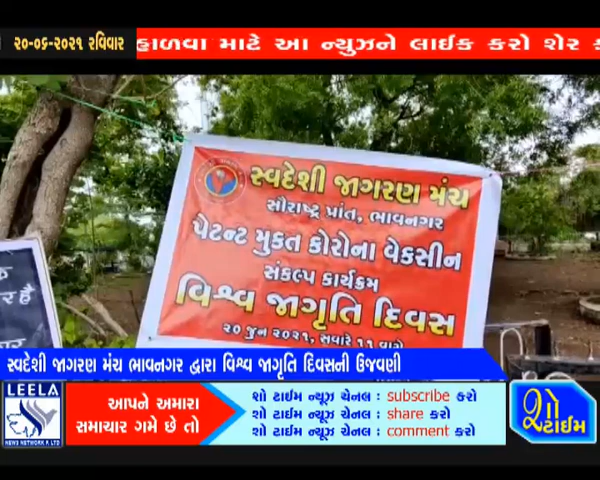 ૨૦-૦૬-૨૦૨૧ રવિવાર
હાળવા માટે આ ન્યુઝને લાઈક કરો શેર
સ્વદેશી જાગરણ મંચ
સૌરાષ્ટ્ર પ્રાંત, ભાવનગર
પેટન્ટ મુકત કોરોના વેકસીન
સંકલ્પ કાર્યક્રમ
વિશ્વ જાગૃતિ દિવસ
૨૦ જુન ૨૦૨૧, સવારે ૧૧ વાગે
है
સ્વદેશી જાગરણ મંચ ભાવનગર દ્વારા વિશ્વ જાગૃતિ દિવસની ઉજવણી
LEELA
NEWS NETWORK P. LTD
આપને અમારા
સમાચાર ગમે છે તો
શો ટાઈમ ન્યૂઝ ચેનલ : subscribe કરો
શો ટાઈમ ન્યૂઝ ચેનલ : share કરો
શો ટાઈમ ન્યૂઝ ચેનલ : comment કરો
શો
ટાઈમ